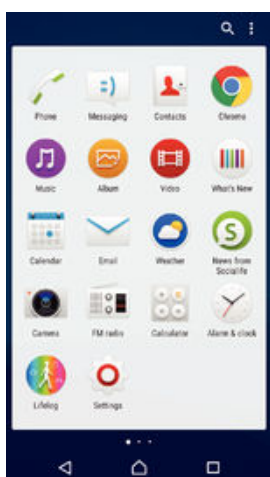 Phone Messaging Contacts Chrome
Music Album Video What's New
Calendar Email Weather News from
Socialife
Camera FM radio Calculator Alarm & clock
Lifelog Settings